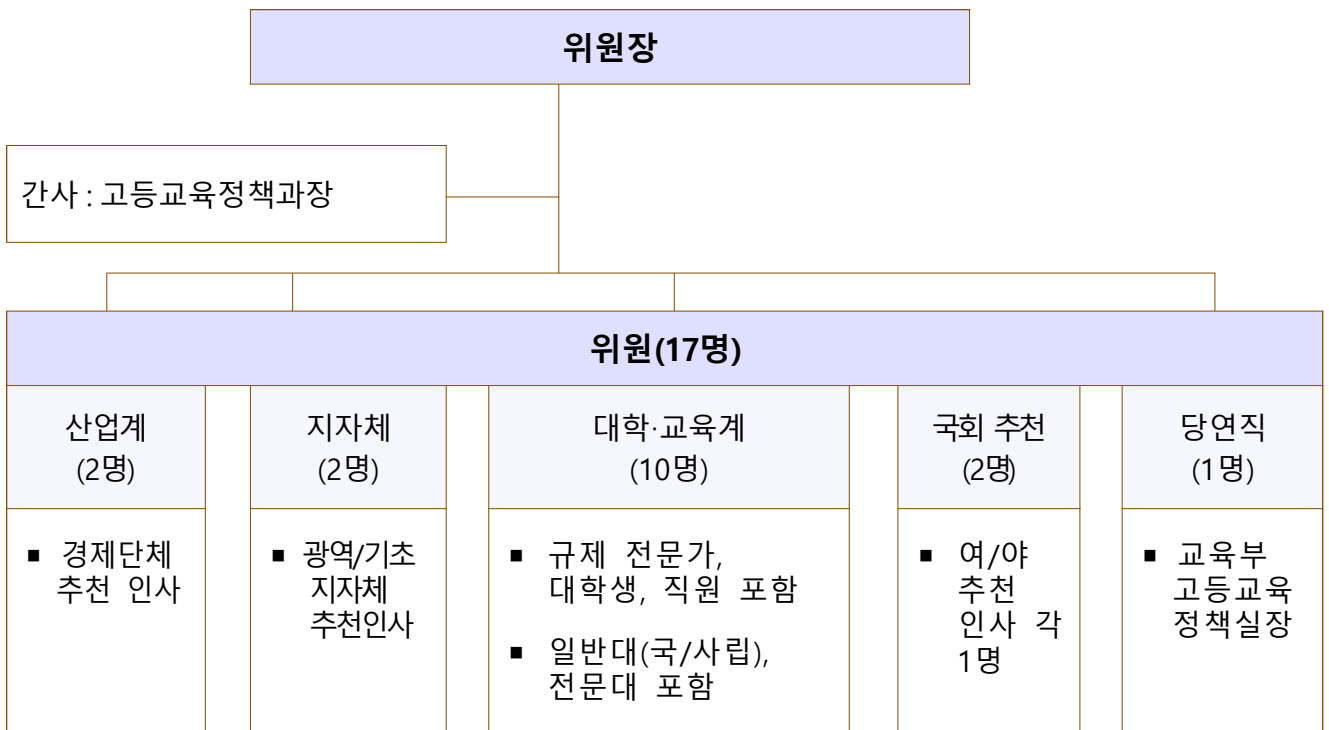 위원장
간사 : 고등교육정책과장
위원(17명)
산업계
(2명)
지자체
(2명)
대학·교육계
(10명)
국회 추천
(2명)
당연직
(1명)
■ 경제단체
추천 인사
■ 광역/기초
지자체
추천인사
■ 규제 전문가,
대학생, 직원 포함
■ 일반대(국/사립),
전문대 포함
■ 여/야
추천
인사 각
1명
■ 교육부
고등교육
정책실장